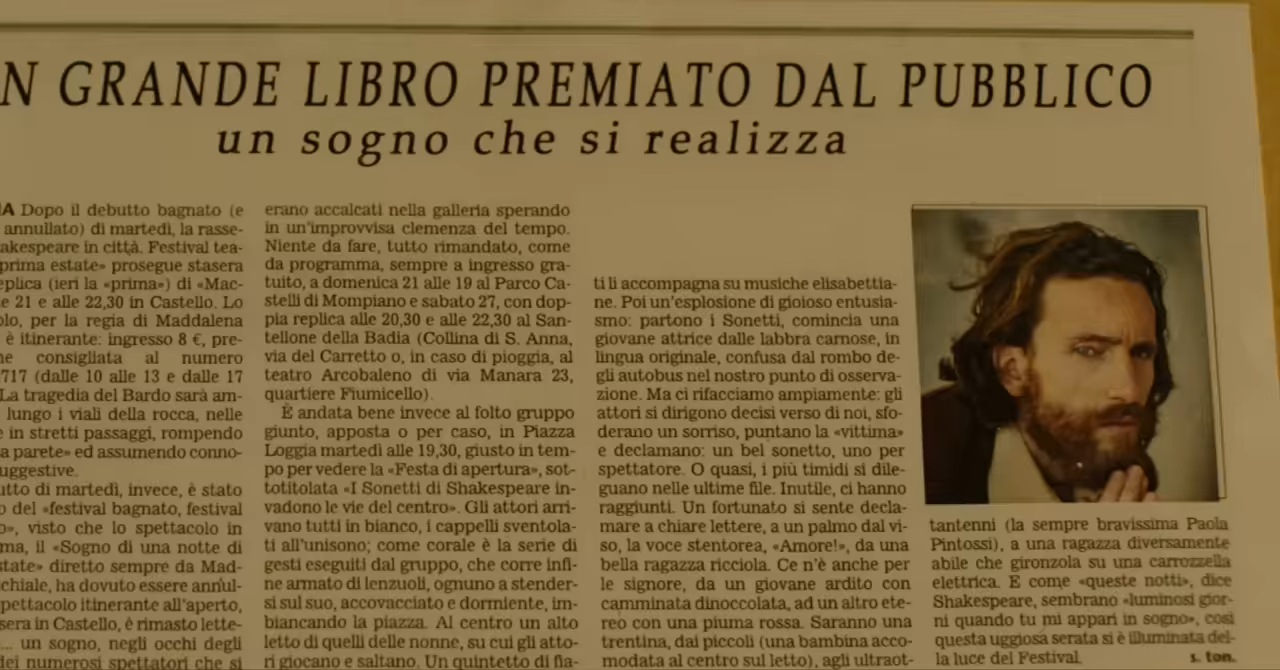 N GRANDE LIBRO PREMIATO DAL PUBBLICO
un sogno che si realizza
IA Dopo il debutto bagnato (e
annullato) di martedì, la rasse-
akespeare in città. Festival tea-
prima estate» prosegue stasera
eplica (ieri la «prima») di «Mac-
e 21 e alle 22,30 in Castello. Lo
olo, per la regia di Maddalena
è itinerante: ingresso 8 €, pre-
ne consigliata al numero
717 (dalle 10 alle 13 e dalle 17
La tragedia del Bardo sarà am-
lungo i viali della rocca, nelle
e in stretti passaggi, rompendo
a parete» ed assumendo conno-
uggestive.
utto di martedì, invece, è stato
o del «festival bagnato, festival
o», visto che lo spettacolo in
ma, il «Sogno di una notte di
state» diretto sempre da Mad-
chiale, ha dovuto essere annul-
pettacolo itinerante all'aperto,
sera in Castello, è rimasto lette-
... un sogno, negli occhi degli
dei numerosi spettatori che si
erano accalcati nella galleria sperando
in un'improvvisa clemenza del tempo.
Niente da fare, tutto rimandato, come
da programma, sempre a ingresso gra-
tuito, a domenica 21 alle 19 al Parco Ca-
stelli di Mompiano e sabato 27, con dop-
pia replica alle 20,30 e alle 22,30 al San-
tellone della Badia (Collina di S. Anna,
via del Carretto o, in caso di pioggia, al
teatro Arcobaleno di via Manara 23,
quartiere Fiumicello).
È andata bene invece al folto gruppo
giunto, apposta o per caso, in Piazza
Loggia martedì alle 19,30, giusto in tem-
po per vedere la «Festa di apertura», sot-
totitolata «I Sonetti di Shakespeare in-
vadono le vie del centro». Gli attori arri-
vano tutti in bianco, i cappelli sventola-
ti all'unisono; come corale è la serie di
gesti eseguiti dal gruppo, che corre infi-
ne armato di lenzuoli, ognuno a stender-
si sul suo, accovacciato e dormiente, im-
biancando la piazza. Al centro un alto
letto di quelli delle nonne, su cui gli atto-
ri giocano e saltano. Un quintetto di fia-
ti li accompagna su musiche elisabettia-
ne. Poi un'esplosione di gioioso entusia-
smo: partono i Sonetti, comincia una
giovane attrice dalle labbra carnose, in
lingua originale, confusa dal rombo de-
gli autobus nel nostro punto di osserva-
zione. Ma ci rifacciamo ampiamente: gli
attori si dirigono decisi verso di noi, sfo-
derano un sorriso, puntano la «vittima»
e declamano: un bel sonetto, uno per
spettatore. O quasi, i più timidi si dile-
guano nelle ultime file. Inutile, ci hanno
raggiunti. Un fortunato si sente decla-
mare a chiare lettere, a un palmo dal vi-
so, la voce stentorea, «Amore!», da una
bella ragazza ricciola. Ce n'è anche per
le signore, da un giovane ardito con
camminata dinoccolata, ad un altro ete-
reo con una piuma rossa. Saranno una
trentina, dai piccoli (una bambina acco-
modata al centro sul letto), agli ultraot-
tantenni (la sempre bravissima Paola
Pintossi), a una ragazza diversamente
abile che gironzola su una carrozzella
elettrica. E come «queste notti», dice
Shakespeare, sembrano «luminosi gior-
ni quando tu mi appari in sogno», così
questa uggiosa serata si è illuminata del-
la luce del Festival.
s. ton.